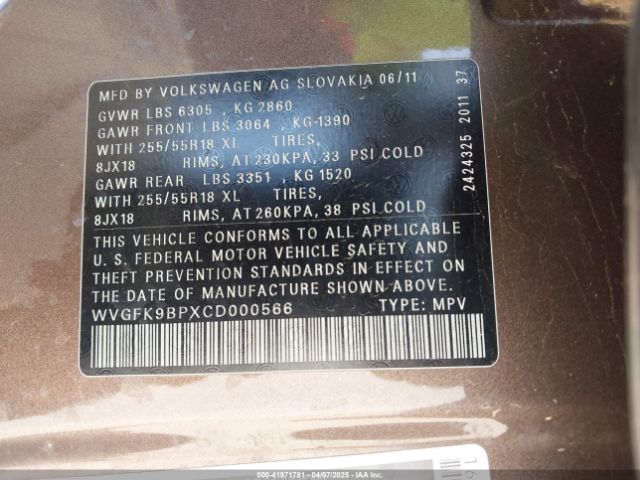 MFD BY VOLKSWAGEN AG SLOVAKIA 06/11
GVWR LBS 6305 , KG 2860
GAWR FRONT LBS 3064 , KG 1390
WITH 255/55R18 XL TIRES,
8JX18 RIMS, AT 230KPA, 33 PSI COLD
GAWR REAR LBS 3351 , KG 1520
WITH 255/55R18 XL TIRES,
8JX18 RIMS, AT 260KPA, 38 PSI.COLD
THIS VEHICLE CONFORMS TO ALL APPLICABLE
U. S. FEDERAL MOTOR VEHICLE SAFETY AND
THEFT PREVENTION STANDARDS IN EFFECT ON
THE DATE OF MANUFACTURE SHOWN ABOVE.
WVGFK9BPXCD000566 TYPE: MPV
2424325 2011 37
000-41971781 04/07/2025 - IAA Inc.